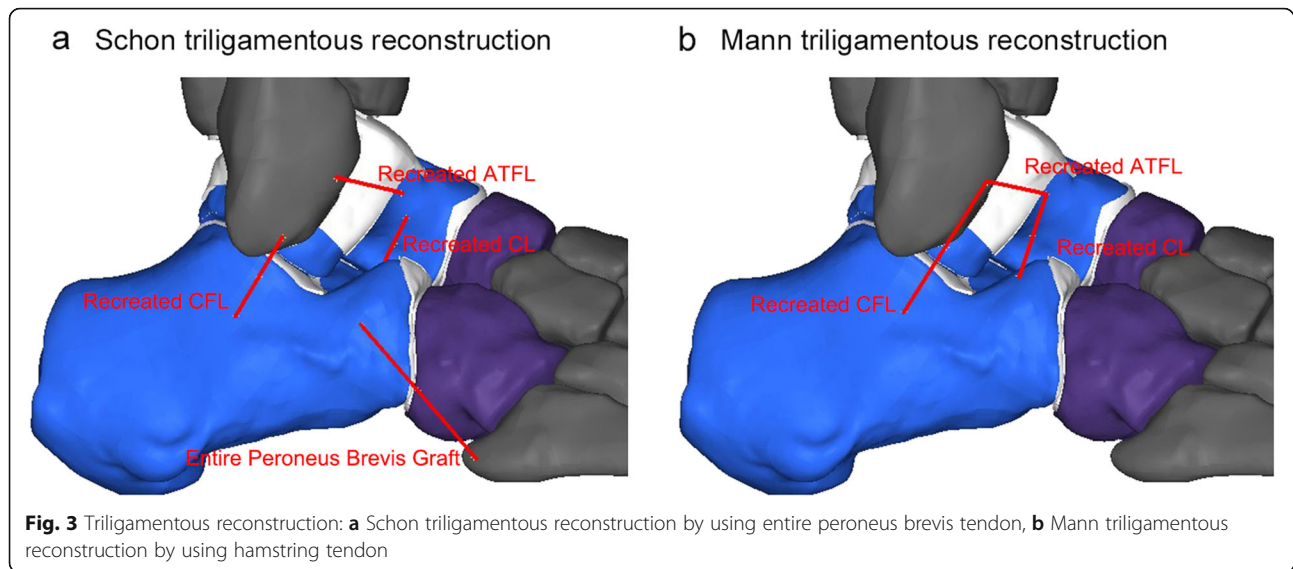 a Schon triligamentous reconstruction
b Mann triligamentous reconstruction
Recreated ATFL
Recreated CL
Recreated CFL
Entire Peroneus Brevis Graft
Recreated ATFL
Recreated CL
Recreated CFL
Fig. 3 Triligamentous reconstruction: a Schon triligamentous reconstruction by using entire peroneus brevis tendon, b Mann triligamentous
reconstruction by using hamstring tendon